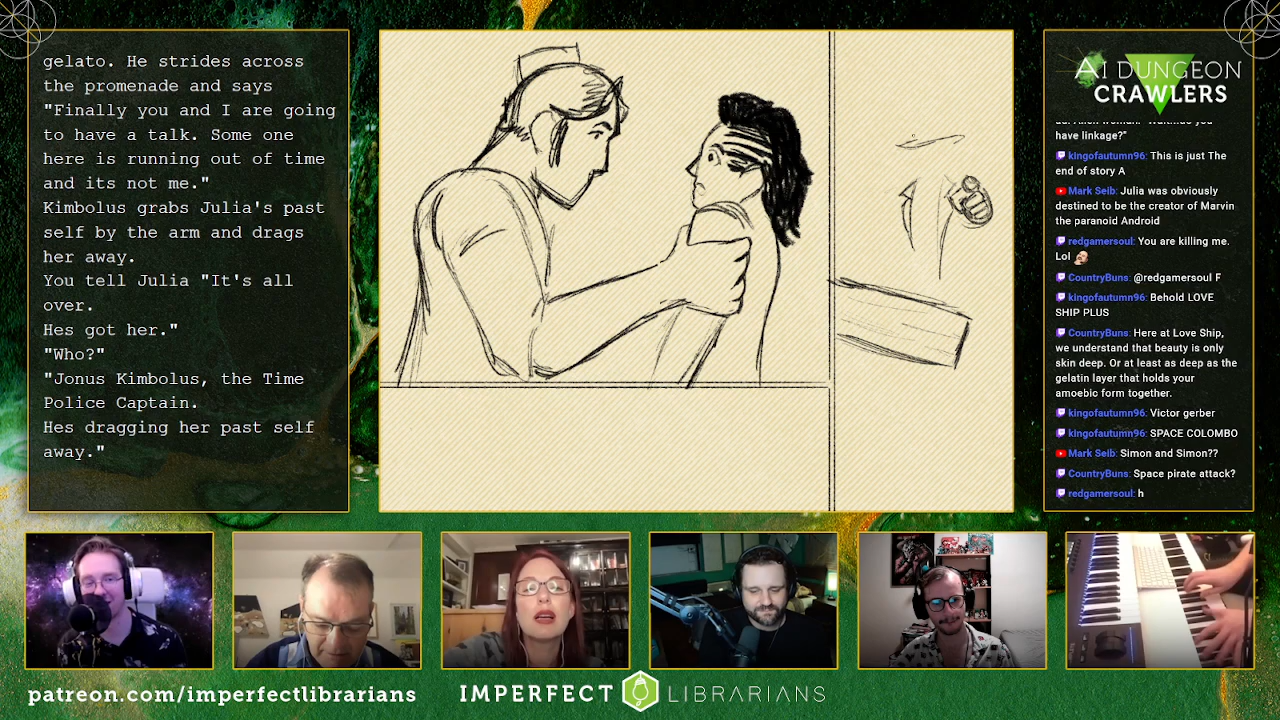 gelato. He strides across
the promenade and says
"Finally you and I are going
to have a talk. Some one
here is running out of time
and its not me."
Kimbolus grabs Julia's past
self by the arm and drags
her away.
You tell Julia "It's all
over.
Hes got her."
"Who?"
"Jonus Kimbolus, the Time
Police Captain.
Hes dragging her past self
away."
AI DUNGEON
CRAWLERS
have linkage?"
kingofautumn96: This is just The
end of story A
Mark Seib: Julia was obviously
destined to be the creator of Marvin
the paranoid Android
redgamersoul: You are killing me.
Lol
CountryBuns: @redgamersoul F
kingofautumn96: Behold LOVE
SHIP PLUS
CountryBuns: Here at Love Ship,
we understand that beauty is only
skin deep. Or at least as deep as the
gelatin layer that holds your
amoebic form together.
kingofautumn96: Victor gerber
kingofautumn96: SPACE COLOMBO
Mark Seib: Simon and Simon??
CountryBuns: Space pirate attack?
redgamersoul: h
patreon.com/imperfectlibrarians
IMPERFECT LIBRARIANS